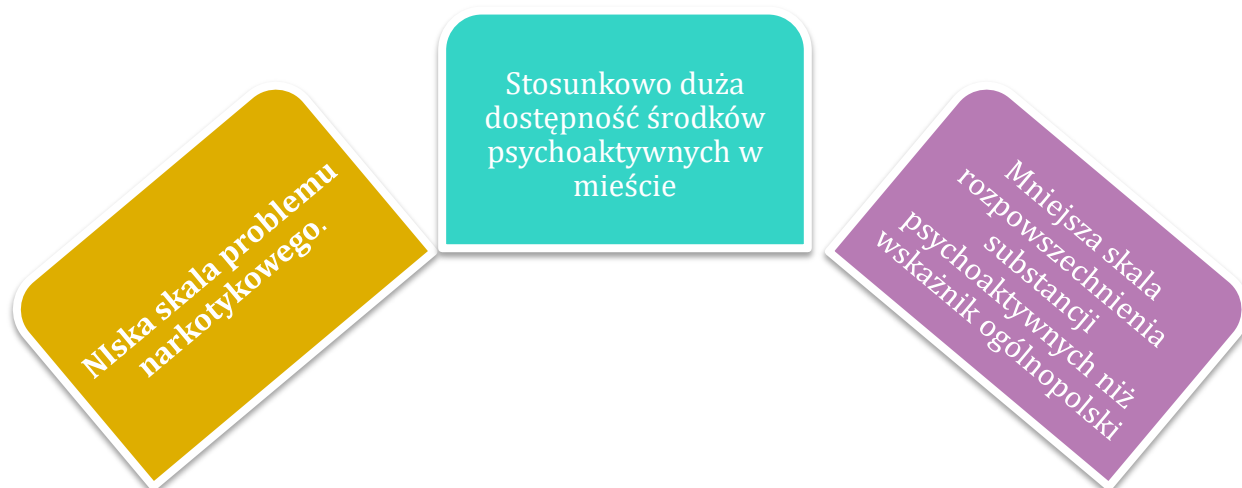 NIska skala problemu
narkotykowego.
Stosunkowo duża
dostępność środków
psychoaktywnych w
mieście
Mniejsza skala
rozpowszechnienia
substancji
psychoaktywnych niż
wskaźnik ogólnopolski